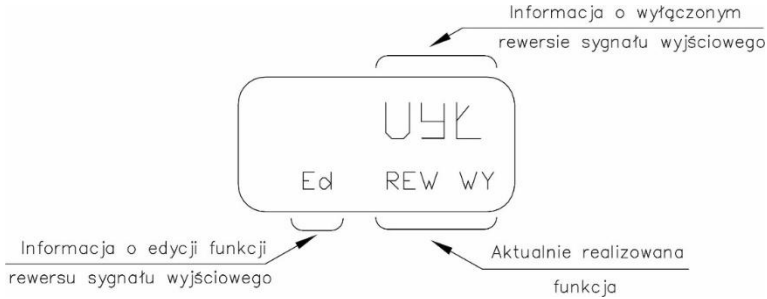 Informacja o wyłączonym
rewersie sygnału wyjściowego
UYŁ
Ed REW WY
Informacja o edycji funkcji
rewersu sygnału wyjściowego
Aktualnie realizowana
funkcja